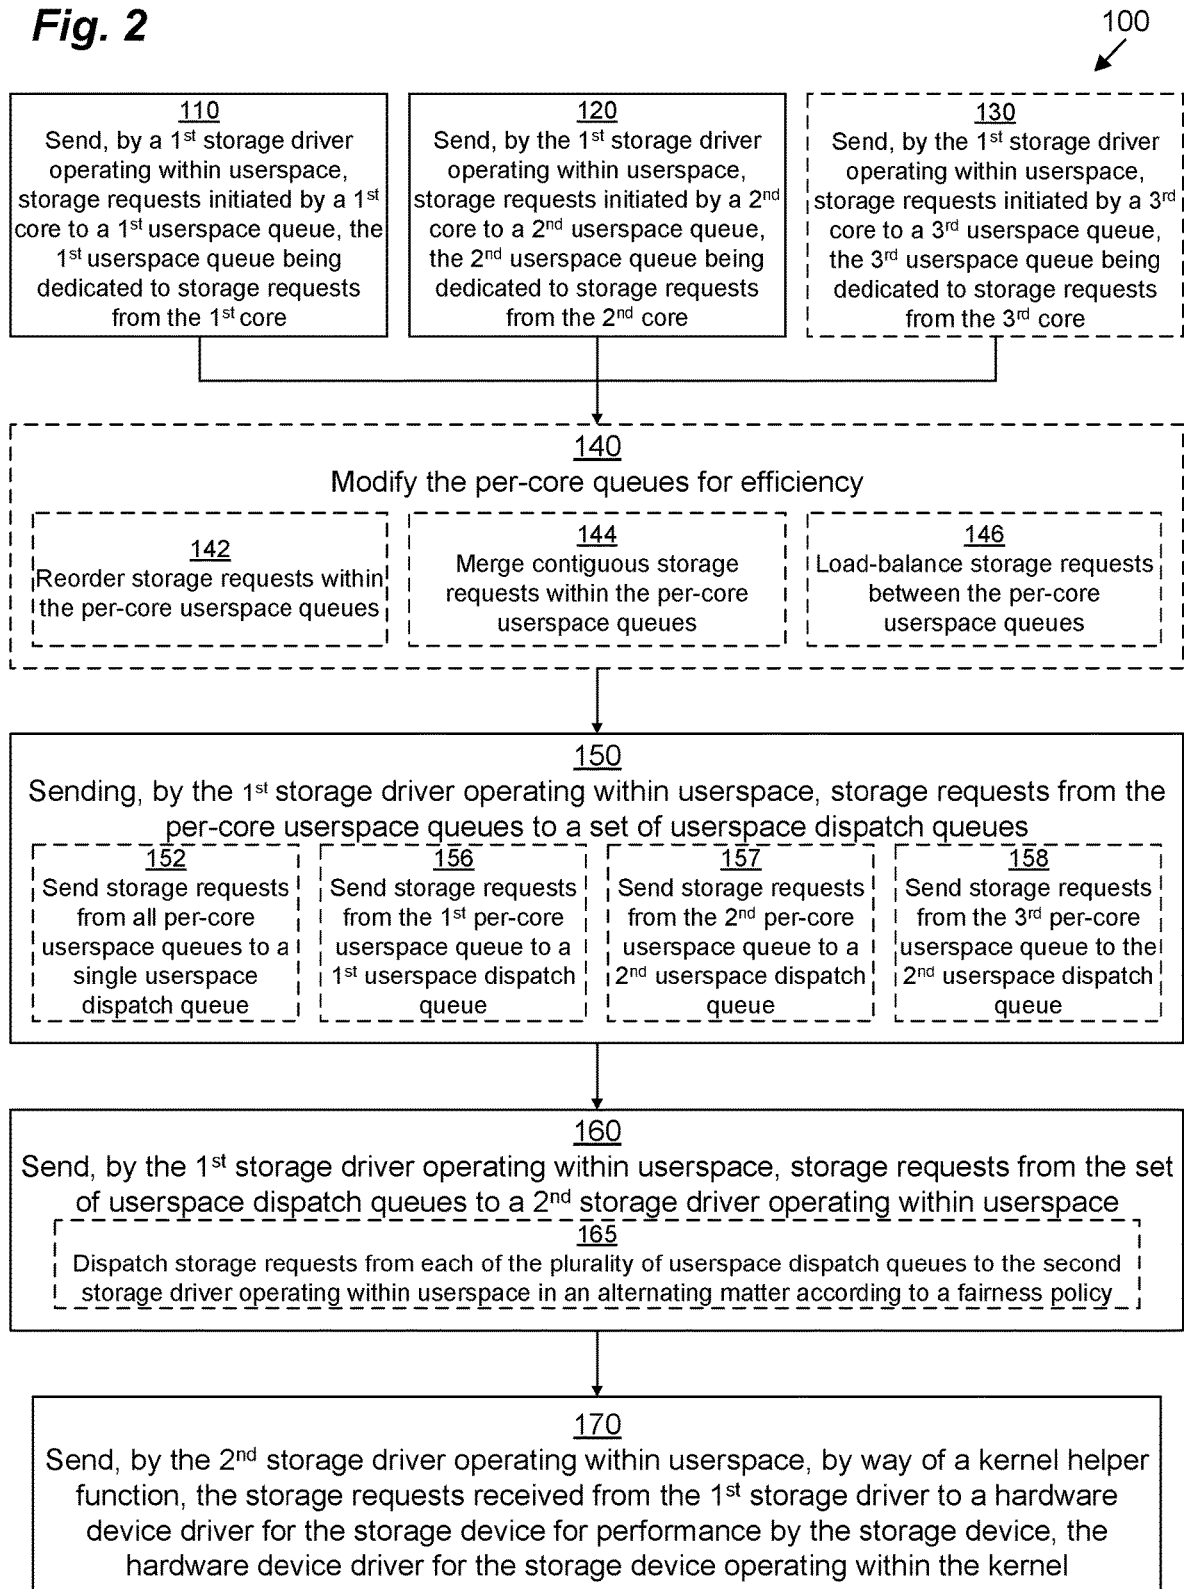 Fig. 2
100
110
Send, by a 1st storage driver
operating within userspace,
storage requests initiated by a 1st
core to a 1st userspace queue, the
1st userspace queue being
dedicated to storage requests
from the 1st core
120
Send, by the 1st storage driver
operating within userspace,
storage requests initiated by a 2nd
core to a 2nd userspace queue,
the 2nd userspace queue being
dedicated to storage requests
from the 2nd core
130
Send, by the 1st storage driver
operating within userspace,
storage requests initiated by a 3rd
core to a 3rd userspace queue,
the 3rd userspace queue being
dedicated to storage requests
from the 3rd core
140
Modify the per-core queues for efficiency
142
Reorder storage requests within
the per-core userspace queues
144
Merge contiguous storage
requests within the per-core
userspace queues
146
Load-balance storage requests
between the per-core
userspace queues
150
Sending, by the 1st storage driver operating within userspace, storage requests from the
per-core userspace queues to a set of userspace dispatch queues
152
Send storage requests
from all per-core
userspace queues to a
single userspace
dispatch queue
156
Send storage requests
from the 1st per-core
userspace queue to a
1st userspace dispatch
queue
157
Send storage requests
from the 2nd per-core
userspace queue to a
2nd userspace dispatch
queue
158
Send storage requests
from the 3rd per-core
userspace queue to the
2nd userspace dispatch
queue
160
Send, by the 1st storage driver operating within userspace, storage requests from the set
of userspace dispatch queues to a 2nd storage driver operating within userspace
165
Dispatch storage requests from each of the plurality of userspace dispatch queues to the second
storage driver operating within userspace in an alternating matter according to a fairness policy
170
Send, by the 2nd storage driver operating within userspace, by way of a kernel helper
function, the storage requests received from the 1st storage driver to a hardware
device driver for the storage device for performance by the storage device, the
hardware device driver for the storage device operating within the kernel